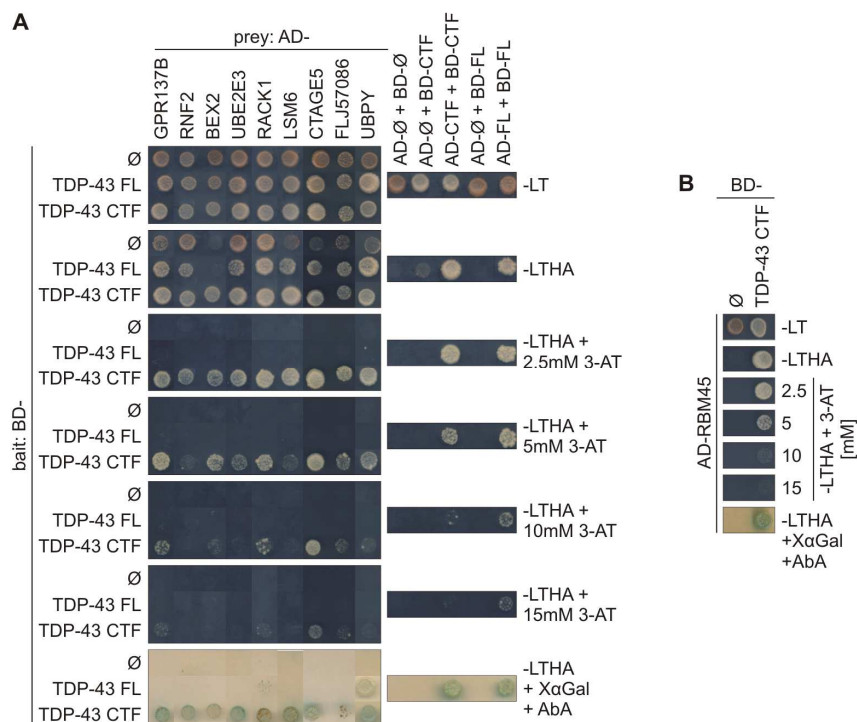 A
prey: AD-
GPR137B
RNF2
BEX2
UBE2E3
RACK1
LSM6
CTAGE5
FLJ57086
UBPY
AD-Ø + BD-Ø
AD-Ø + BD-CTF
AD-CTF + BD-CTF
AD-Ø + BD-FL
AD-FL + BD-FL
bait: BD-
Ø
TDP-43 FL
TDP-43 CTF
-LT
Ø
TDP-43 FL
TDP-43 CTF
-LTHA
Ø
TDP-43 FL
TDP-43 CTF
-LTHA +
2.5mM 3-AT
Ø
TDP-43 FL
TDP-43 CTF
-LTHA +
5mM 3-AT
Ø
TDP-43 FL
TDP-43 CTF
-LTHA +
10mM 3-AT
Ø
TDP-43 FL
TDP-43 CTF
-LTHA +
15mM 3-AT
Ø
TDP-43 FL
TDP-43 CTF
-LTHA
+ XαGal
+ AbA
B
BD-
Ø
TDP-43 CTF
AD-RBM45
-LT
-LTHA
2.5
5
10
15
-LTHA + 3-AT
[mM]
-LTHA
+XαGal
+AbA